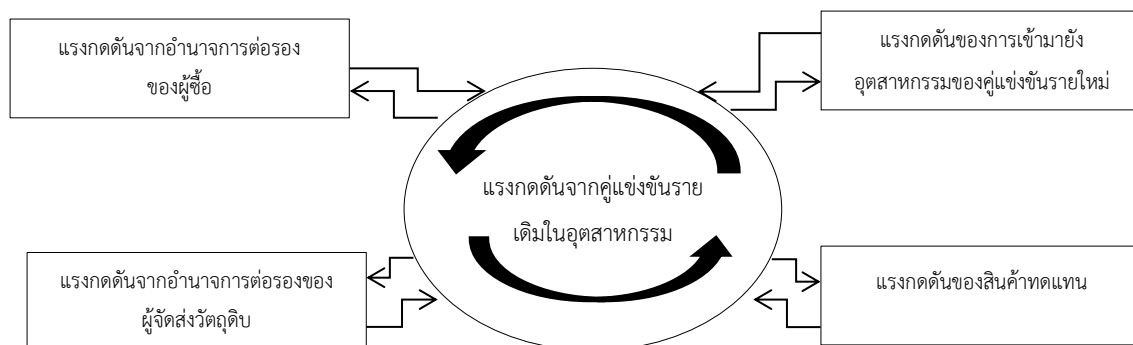 แรงกดดันจากอำนาจการต่อรอง
ของผู้ซื้อ
แรงกดดันของการเข้ามายัง
อุตสาหกรรมของคู่แข่งขันรายใหม่
แรงกดดันจากคู่แข่งขันราย
เดิมในอุตสาหกรรม
แรงกดดันจากอำนาจการต่อรองของ
ผู้จัดส่งวัตถุดิบ
แรงกดดันของสินค้าทดแทน